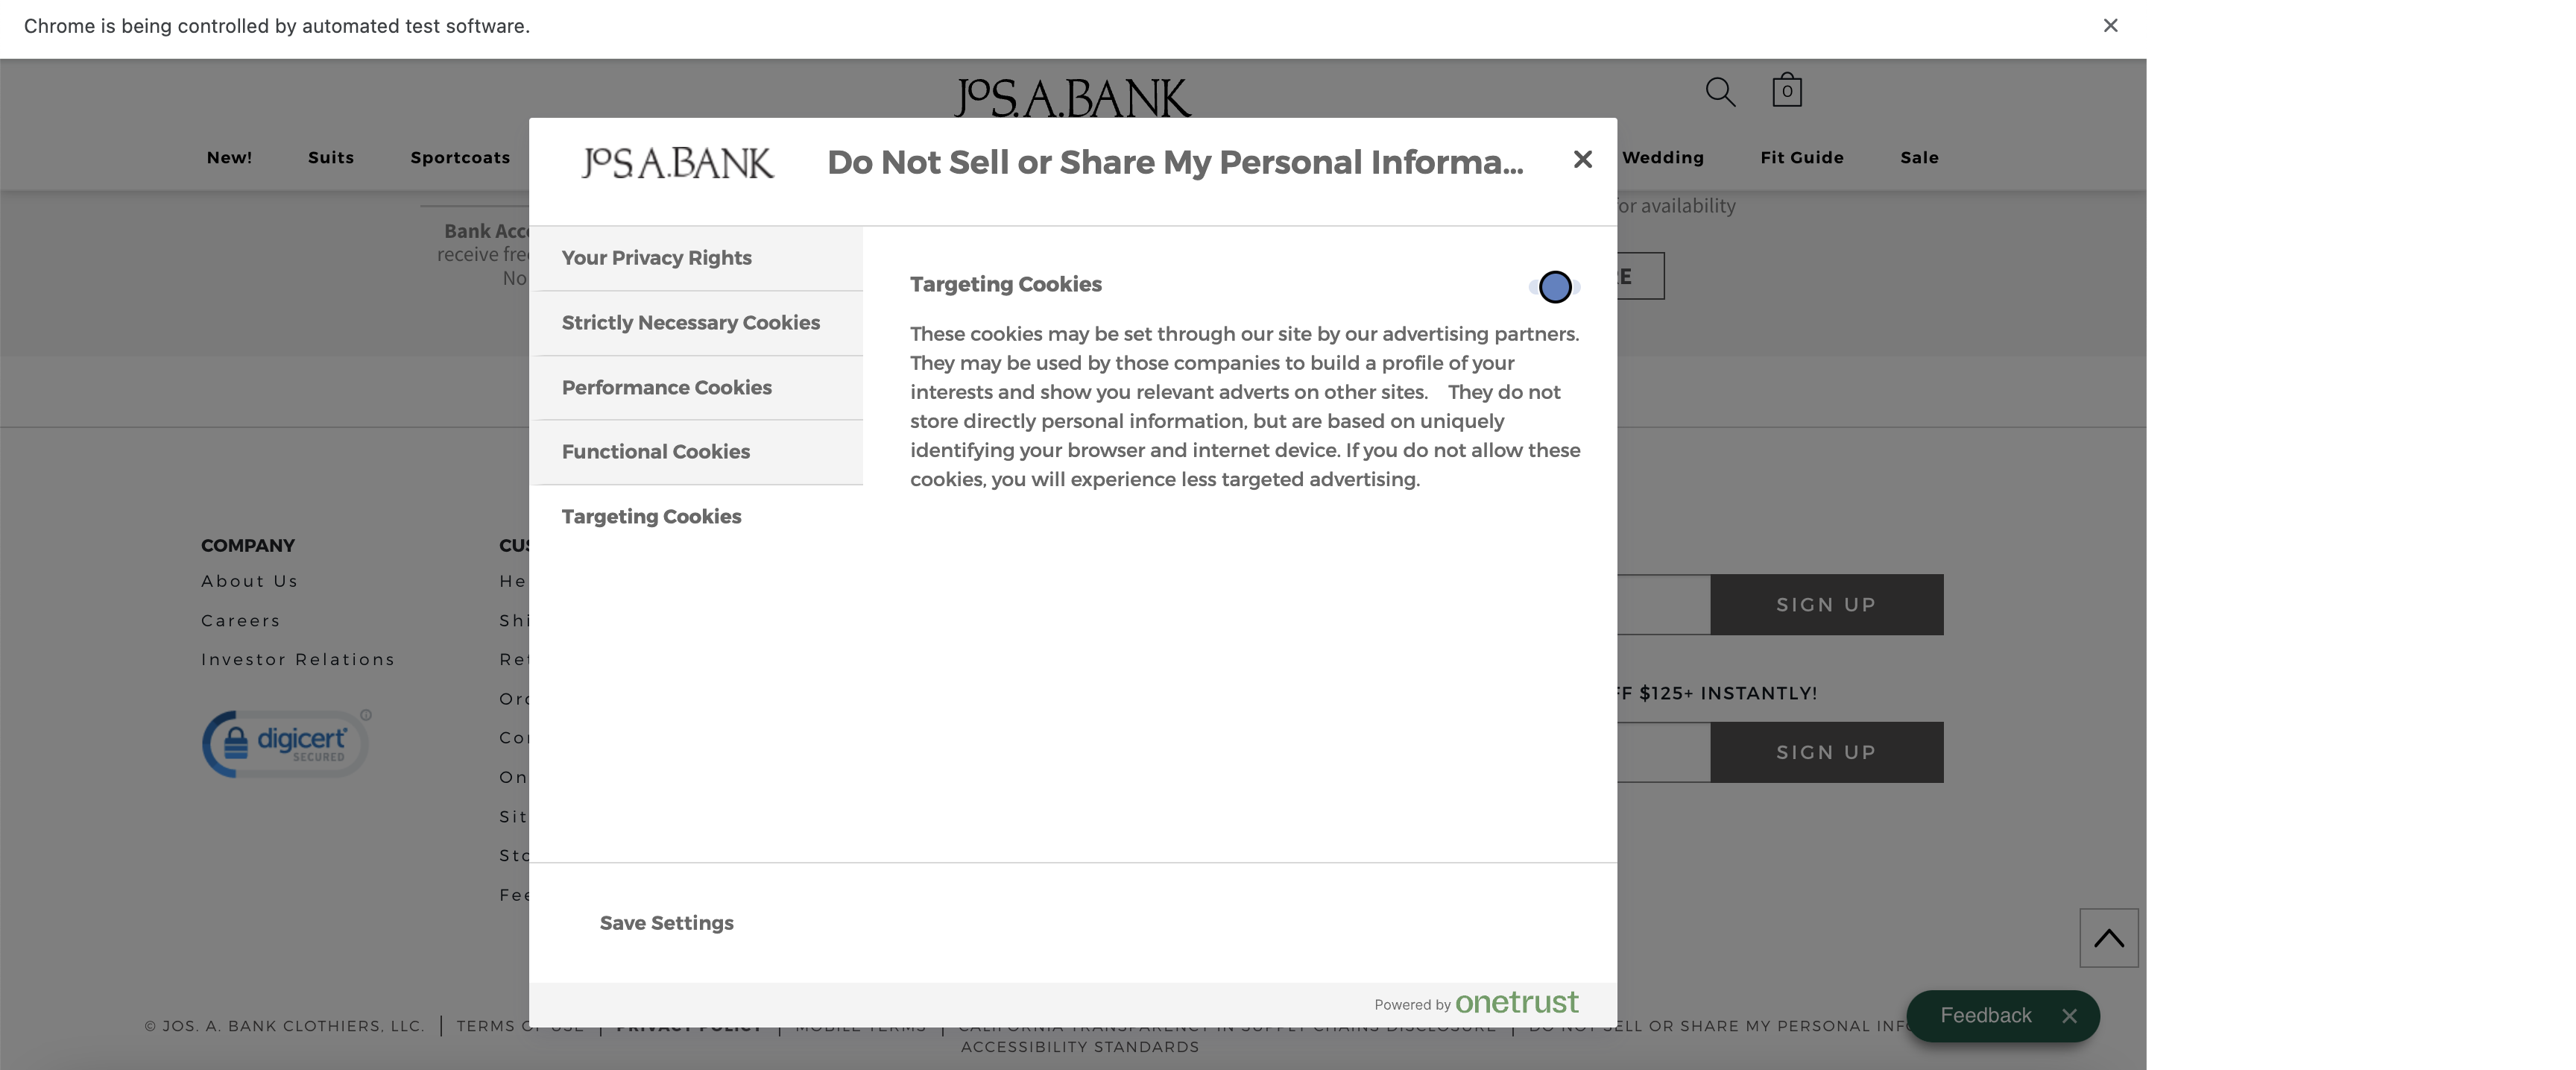 Chrome is being controlled by automated test software.
JOS. A. BANK
0
New!
Suits
Sportcoats
Wedding
Fit Guide
Sale
JOS. A. BANK
Do Not Sell or Share My Personal Informa...
for availability
Bank Acc
receive fre
No
RE
Your Privacy Rights
Strictly Necessary Cookies
Performance Cookies
Functional Cookies
Targeting Cookies
Targeting Cookies
These cookies may be set through our site by our advertising partners.
They may be used by those companies to build a profile of your
interests and show you relevant adverts on other sites. They do not
store directly personal information, but are based on uniquely
identifying your browser and internet device. If you do not allow these
cookies, you will experience less targeted advertising.
COMPANY
About Us
Careers
Investor Relations
digicert
SECURED
CUS
He
Shi
Ret
Ord
Con
On
Sit
Sto
Fee
SIGN UP
FF $125+ INSTANTLY!
SIGN UP
Save Settings
Powered by onetrust
Feedback
© JOS. A. BANK CLOTHIERS, LLC. | TERMS OF USE | PRIVACY POLICY | MOBILE TERMS | CALIFORNIA TRANSPARENCY IN SUPPLY CHAINS DISCLOSURE | DO NOT SELL OR SHARE MY PERSONAL INFO
ACCESSIBILITY STANDARDS